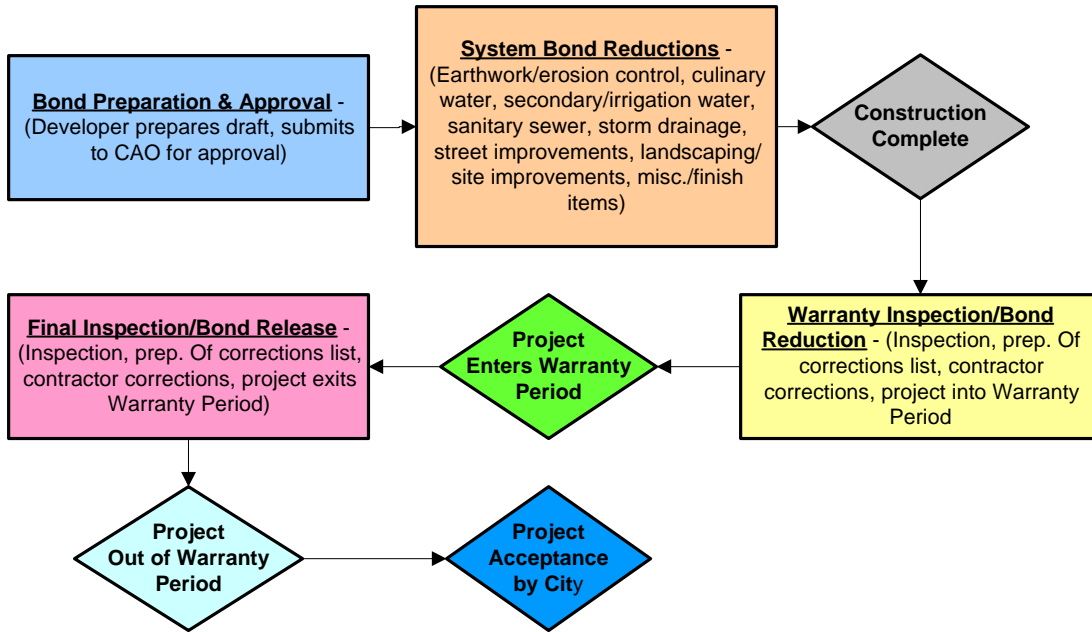 Bond Preparation & Approval -
(Developer prepares draft, submits
to CAO for approval)
System Bond Reductions -
(Earthwork/erosion control, culinary
water, secondary/irrigation water,
sanitary sewer, storm drainage,
street improvements, landscaping/
site improvements, misc./finish
items)
Construction
Complete
Warranty Inspection/Bond
Reduction - (Inspection, prep. Of
corrections list, contractor
corrections, project into Warranty
Period
Project
Enters Warranty
Period
Final Inspection/Bond Release -
(Inspection, prep. Of corrections list,
contractor corrections, project exits
Warranty Period)
Project
Out of Warranty
Period
Project
Acceptance
by City